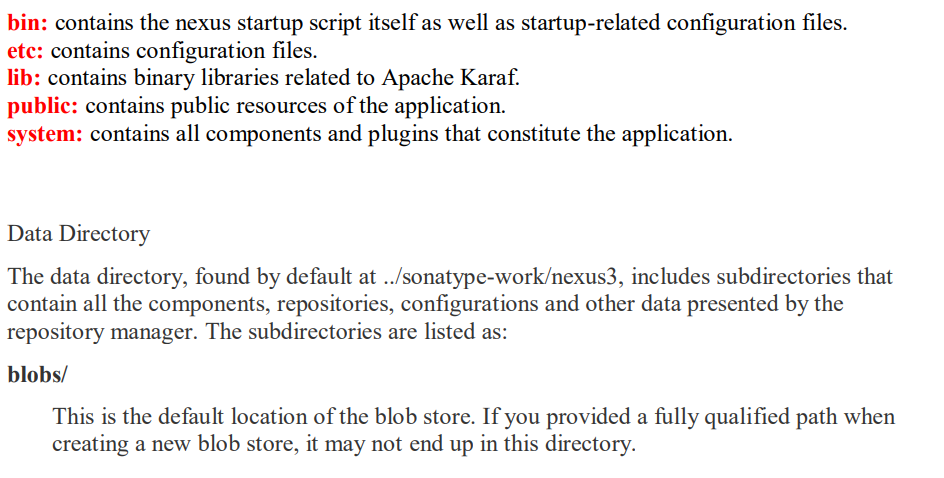 bin: contains the nexus startup script itself as well as startup-related configuration files.
etc: contains configuration files.
lib: contains binary libraries related to Apache Karaf.
public: contains public resources of the application.
system: contains all components and plugins that constitute the application.
Data Directory
The data directory, found by default at ../sonatype-work/nexus3, includes subdirectories that
contain all the components, repositories, configurations and other data presented by the
repository manager. The subdirectories are listed as:
blobs/
This is the default location of the blob store. If you provided a fully qualified path when
creating a new blob store, it may not end up in this directory.